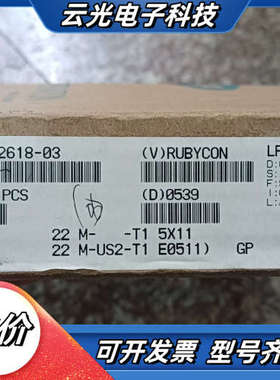 云光电子科技
2618-03
(V)RUBYCON
LF
PCS
(D)0539
D:
S:
F:
I:
L:
22 M- -T1 5X11
22 M-US2-T1 E0511) GP
价
可开发票 型号齐